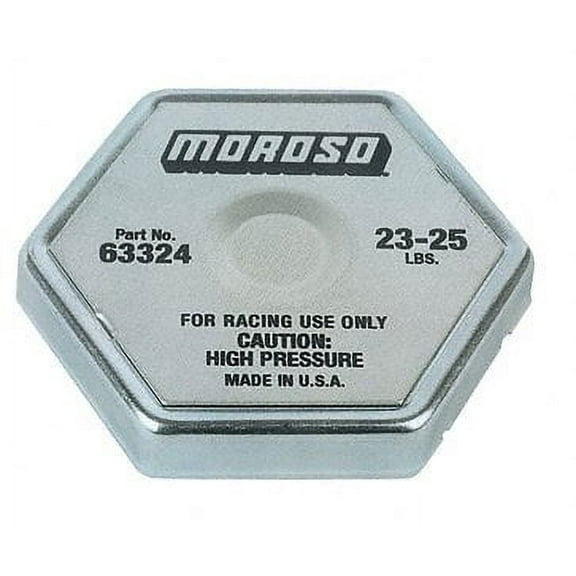 MOROSO
Part No.
63324
23-25
LBS.
FOR RACING USE ONLY
CAUTION:
HIGH PRESSURE
MADE IN U.S.A.